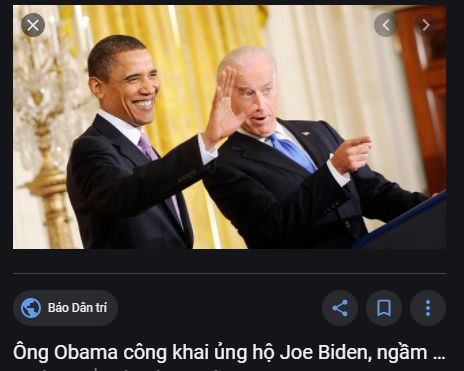 Báo Dân trí
Ông Obama công khai ủng hộ Joe Biden, ngầm ...